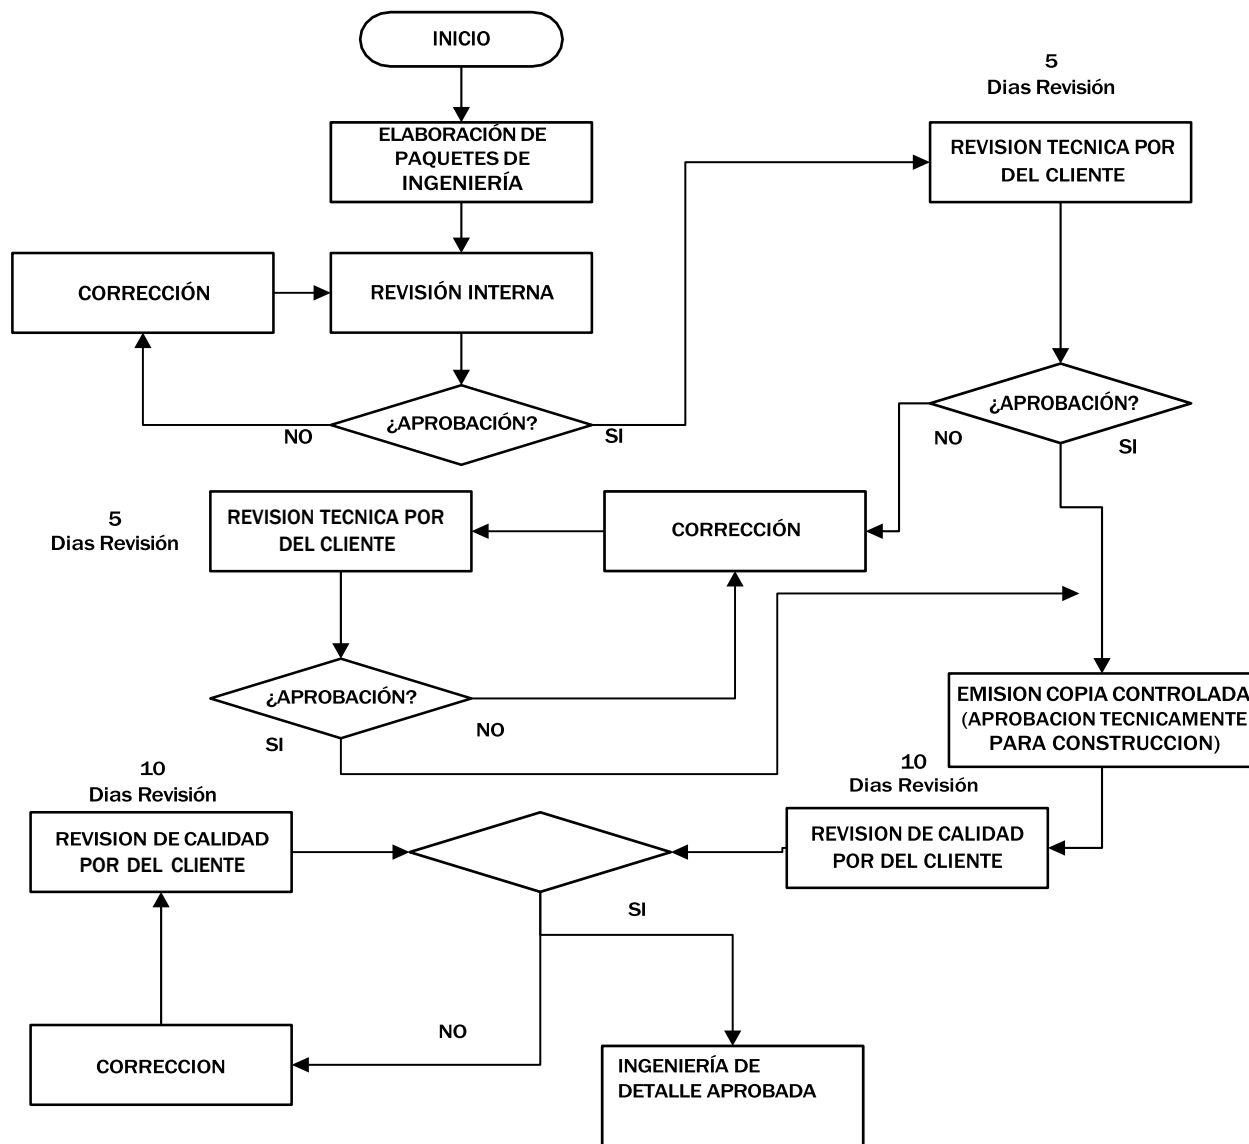 INICIO
5
Dias Revisión
ELABORACIÓN DE
PAQUETES DE
INGENIERÍA
REVISION TECNICA POR
DEL CLIENTE
CORRECCIÓN
REVISIÓN INTERNA
¿APROBACIÓN?
NO
SI
¿APROBACIÓN?
NO
SI
5
Dias Revisión
REVISION TECNICA POR
DEL CLIENTE
CORRECCIÓN
¿APROBACIÓN?
SI
NO
EMISION COPIA CONTROLADA
(APROBACION TECNICAMENTE
PARA CONSTRUCCION)
10
Dias Revisión
10
Dias Revisión
REVISION DE CALIDAD
POR DEL CLIENTE
REVISION DE CALIDAD
POR DEL CLIENTE
SI
NO
CORRECCION
INGENIERÍA DE
DETALLE APROBADA